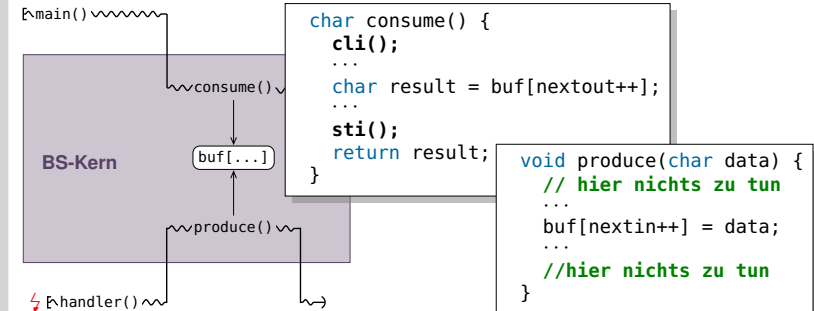 main()
consume()
BS-Kern
buf[...]
produce()
handler()
char consume() {
cli();
...
char result = buf[nextout++];
...
sti();
return result;
}
void produce(char data) {
// hier nichts zu tun
...
buf[nextin++] = data;
...
//hier nichts zu tun
}